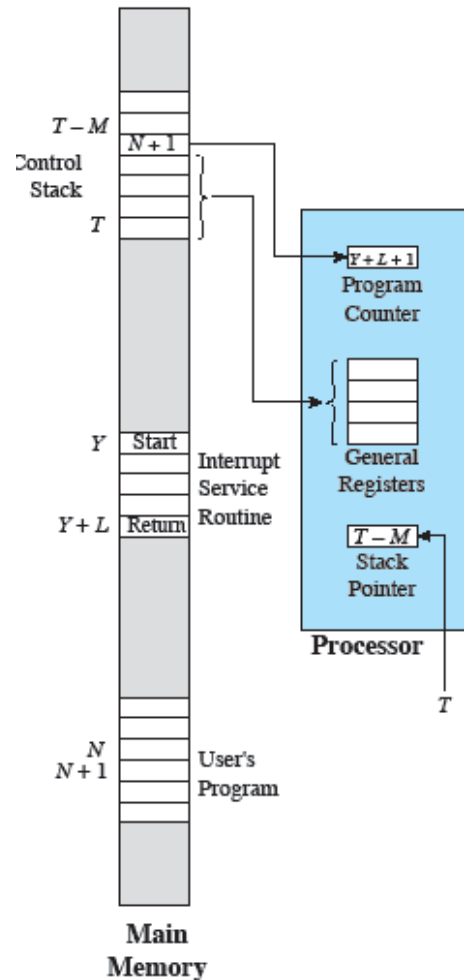 T – M
N + 1
Control
Stack
T
Y + L + 1
Program
Counter
Y
Start
Interrupt
Service
Routine
General
Registers
Y + L
Return
T – M
Stack
Pointer
Processor
T
N
N + 1
User's
Program
Main
Memory